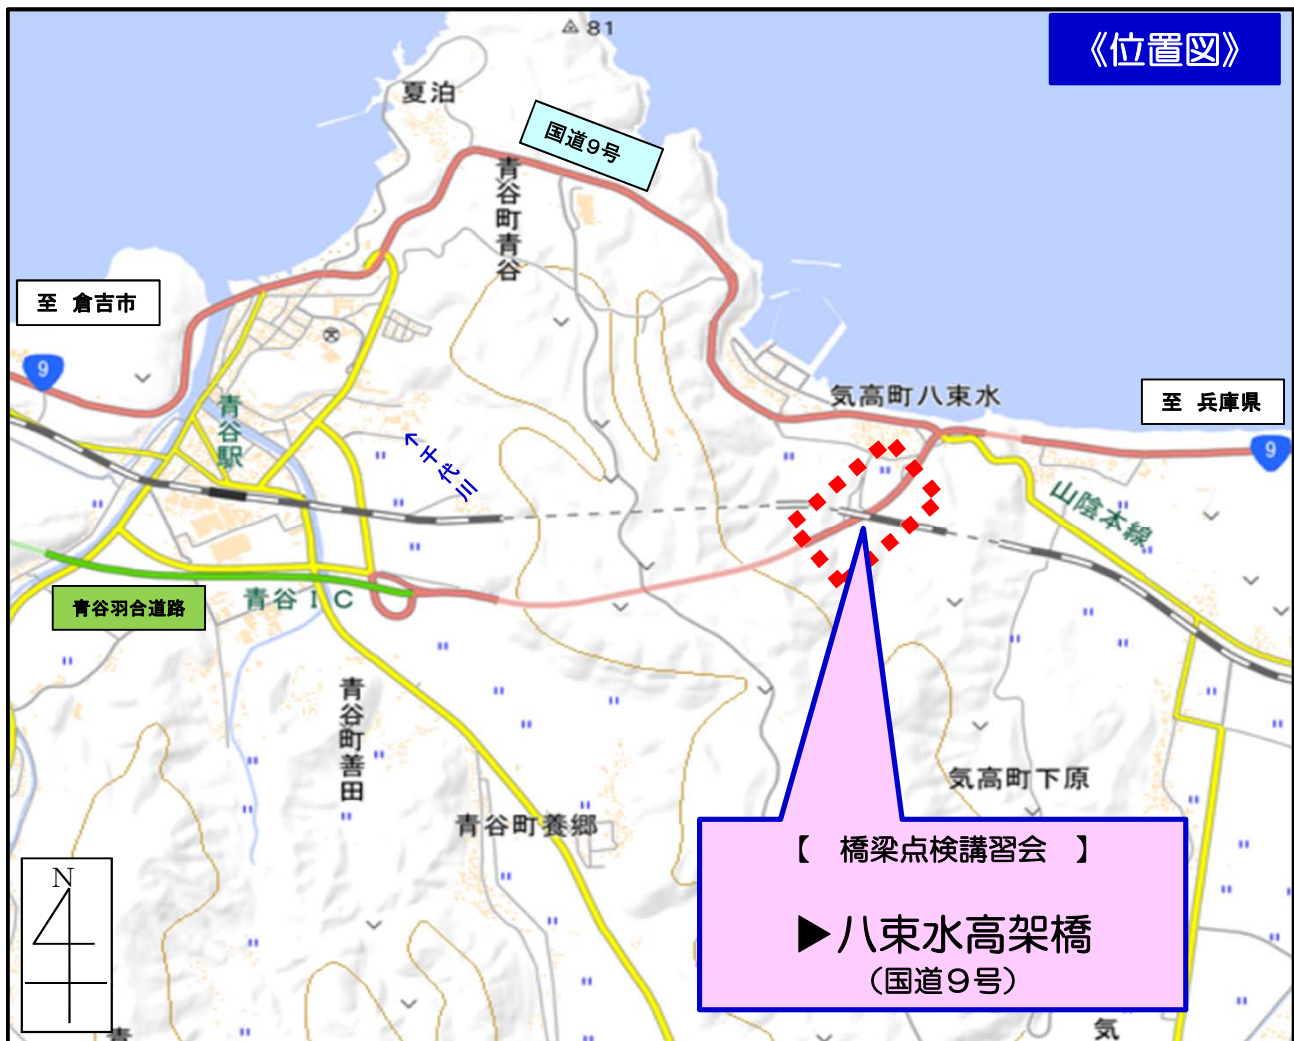 《位置図》
81
夏泊
国道9号
青谷町青谷
至 倉吉市
9
青谷駅
気高町八束水
至 兵庫県
9
↑千代川
山陰本線
青谷IC
青谷羽合道路
青谷町善田
気高町下原
青谷町養郷
【 橋梁点検講習会 】
▶八束水高架橋
(国道9号)
N
青
気